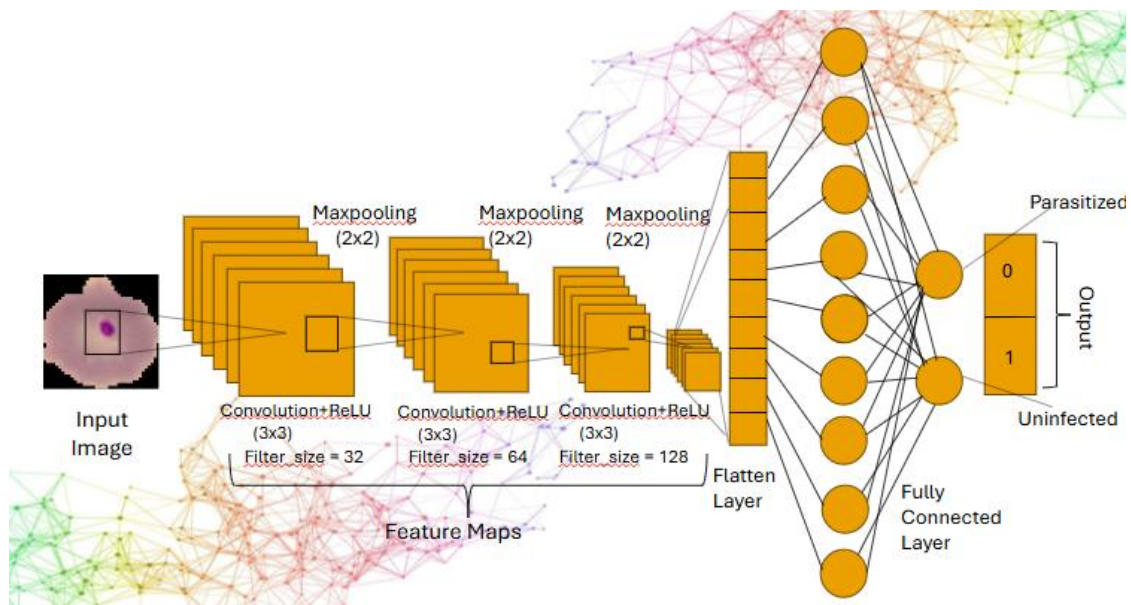 Input
Image
Maxpooling
(2x2)
Maxpooling
(2x2)
Maxpooling
(2x2)
Convolution+ReLU
(3x3)
Filter_size = 32
Convolution+ReLU
(3x3)
Filter_size = 64
Convolution+ReLU
(3x3)
Filter_size = 128
Feature Maps
Flatten
Layer
Fully
Connected
Layer
Parasitized
Uninfected
0
1
Output